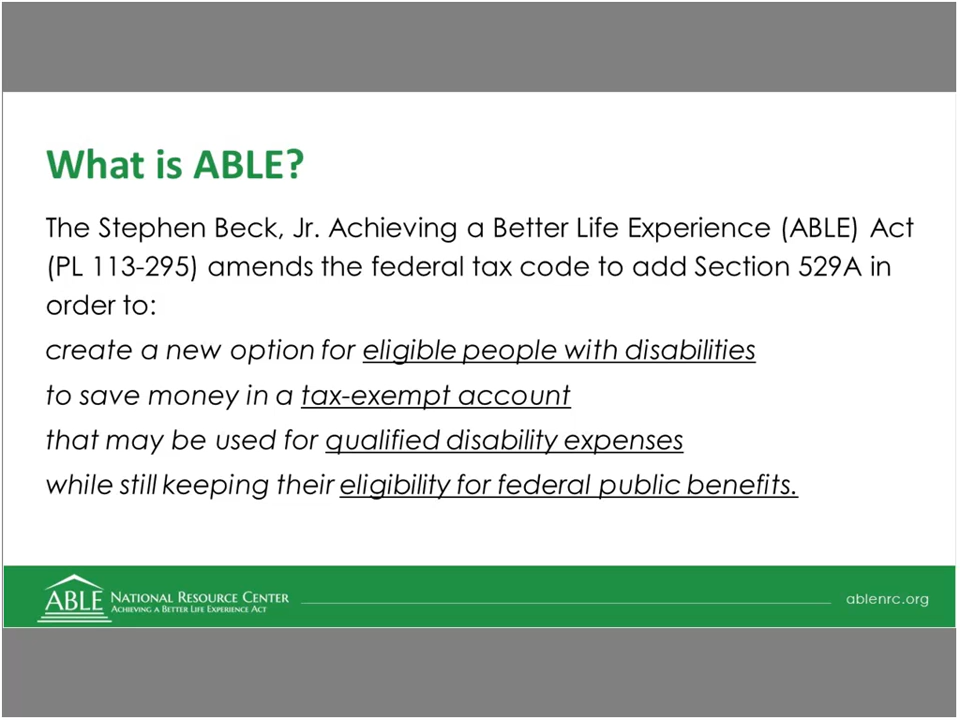 What is ABLE?
The Stephen Beck, Jr. Achieving a Better Life Experience (ABLE) Act
(PL 113-295) amends the federal tax code to add Section 529A in
order to:
create a new option for eligible people with disabilities
to save money in a tax-exempt account
that may be used for qualified disability expenses
while still keeping their eligibility for federal public benefits.
ABLE NATIONAL RESOURCE CENTER
ACHIEVING A BETTER LIFE EXPERIENCE ACT
ablenrc.org